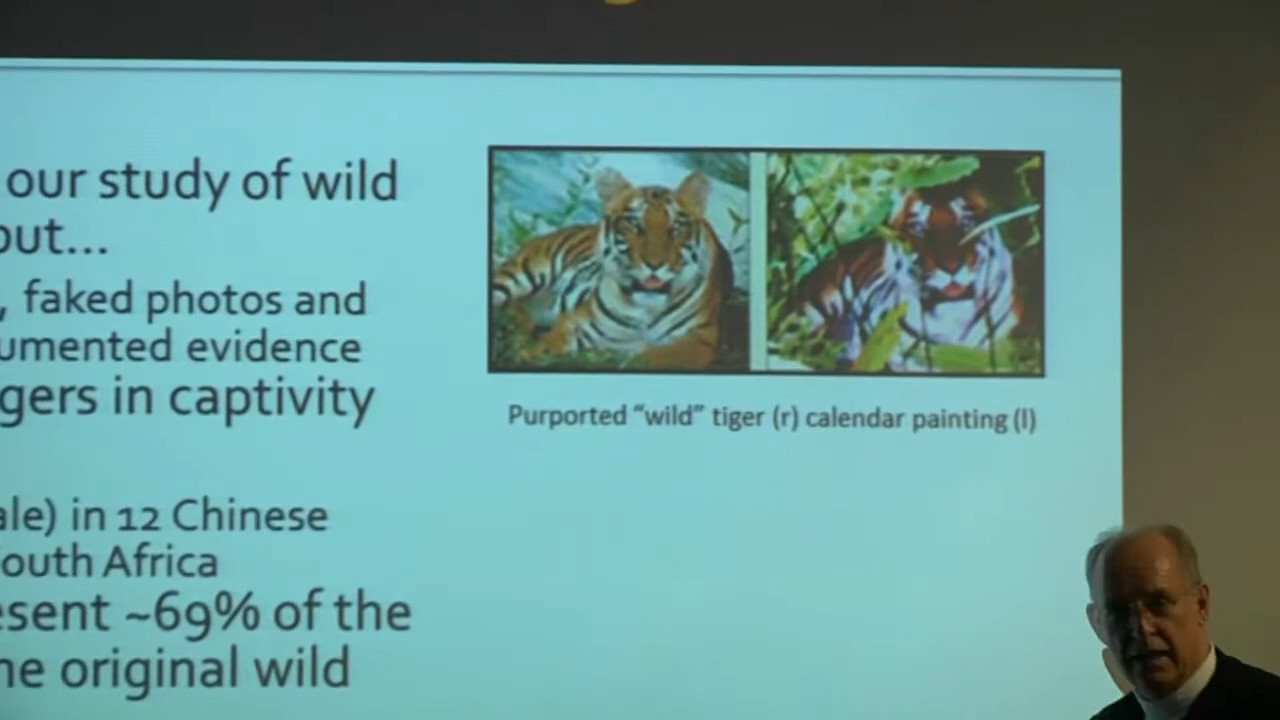 our study of wild
out...
, faked photos and
umented evidence
gers in captivity
Purported “wild” tiger (r) calendar painting (l)
ale) in 12 Chinese
outh Africa
esent ~69% of the
he original wild